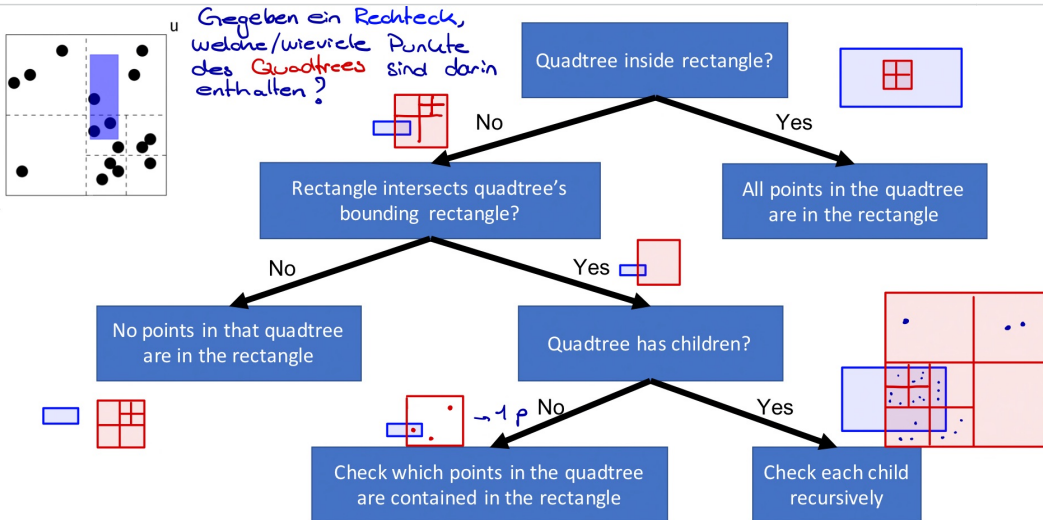 u
Gegeben ein Rechteck,
welche/wieviele Punkte
des Quadtrees sind darin
enthalten?
Quadtree inside rectangle?
No
Yes
Rectangle intersects quadtree's
bounding rectangle?
All points in the quadtree
are in the rectangle
No
Yes
No points in that quadtree
are in the rectangle
Quadtree has children?
→ 1 p
No
Yes
Check which points in the quadtree
are contained in the rectangle
Check each child
recursively